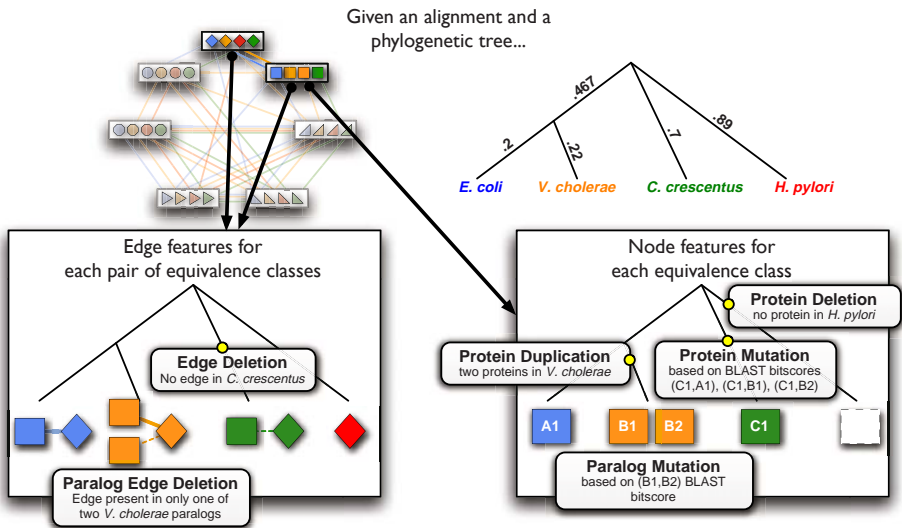 Given an alignment and a
phylogenetic tree...
.467
.2
.22
.7
.89
E. coli
V. cholerae
C. crescentus
H. pylori
Edge features for
each pair of equivalence classes
Edge Deletion
No edge in C. crescentus
Paralog Edge Deletion
Edge present in only one of
two V. cholerae paralogs
Node features for
each equivalence class
Protein Deletion
no protein in H. pylori
Protein Duplication
two proteins in V. cholerae
Protein Mutation
based on BLAST bitscores
(C1,A1), (C1,B1), (C1,B2)
A1
B1
B2
C1
Paralog Mutation
based on (B1,B2) BLAST
bitscore